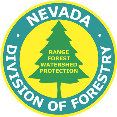 · NEVADA ·
DIVISION OF FORESTRY
RANGE
FOREST
WATERSHED
PROTECTION